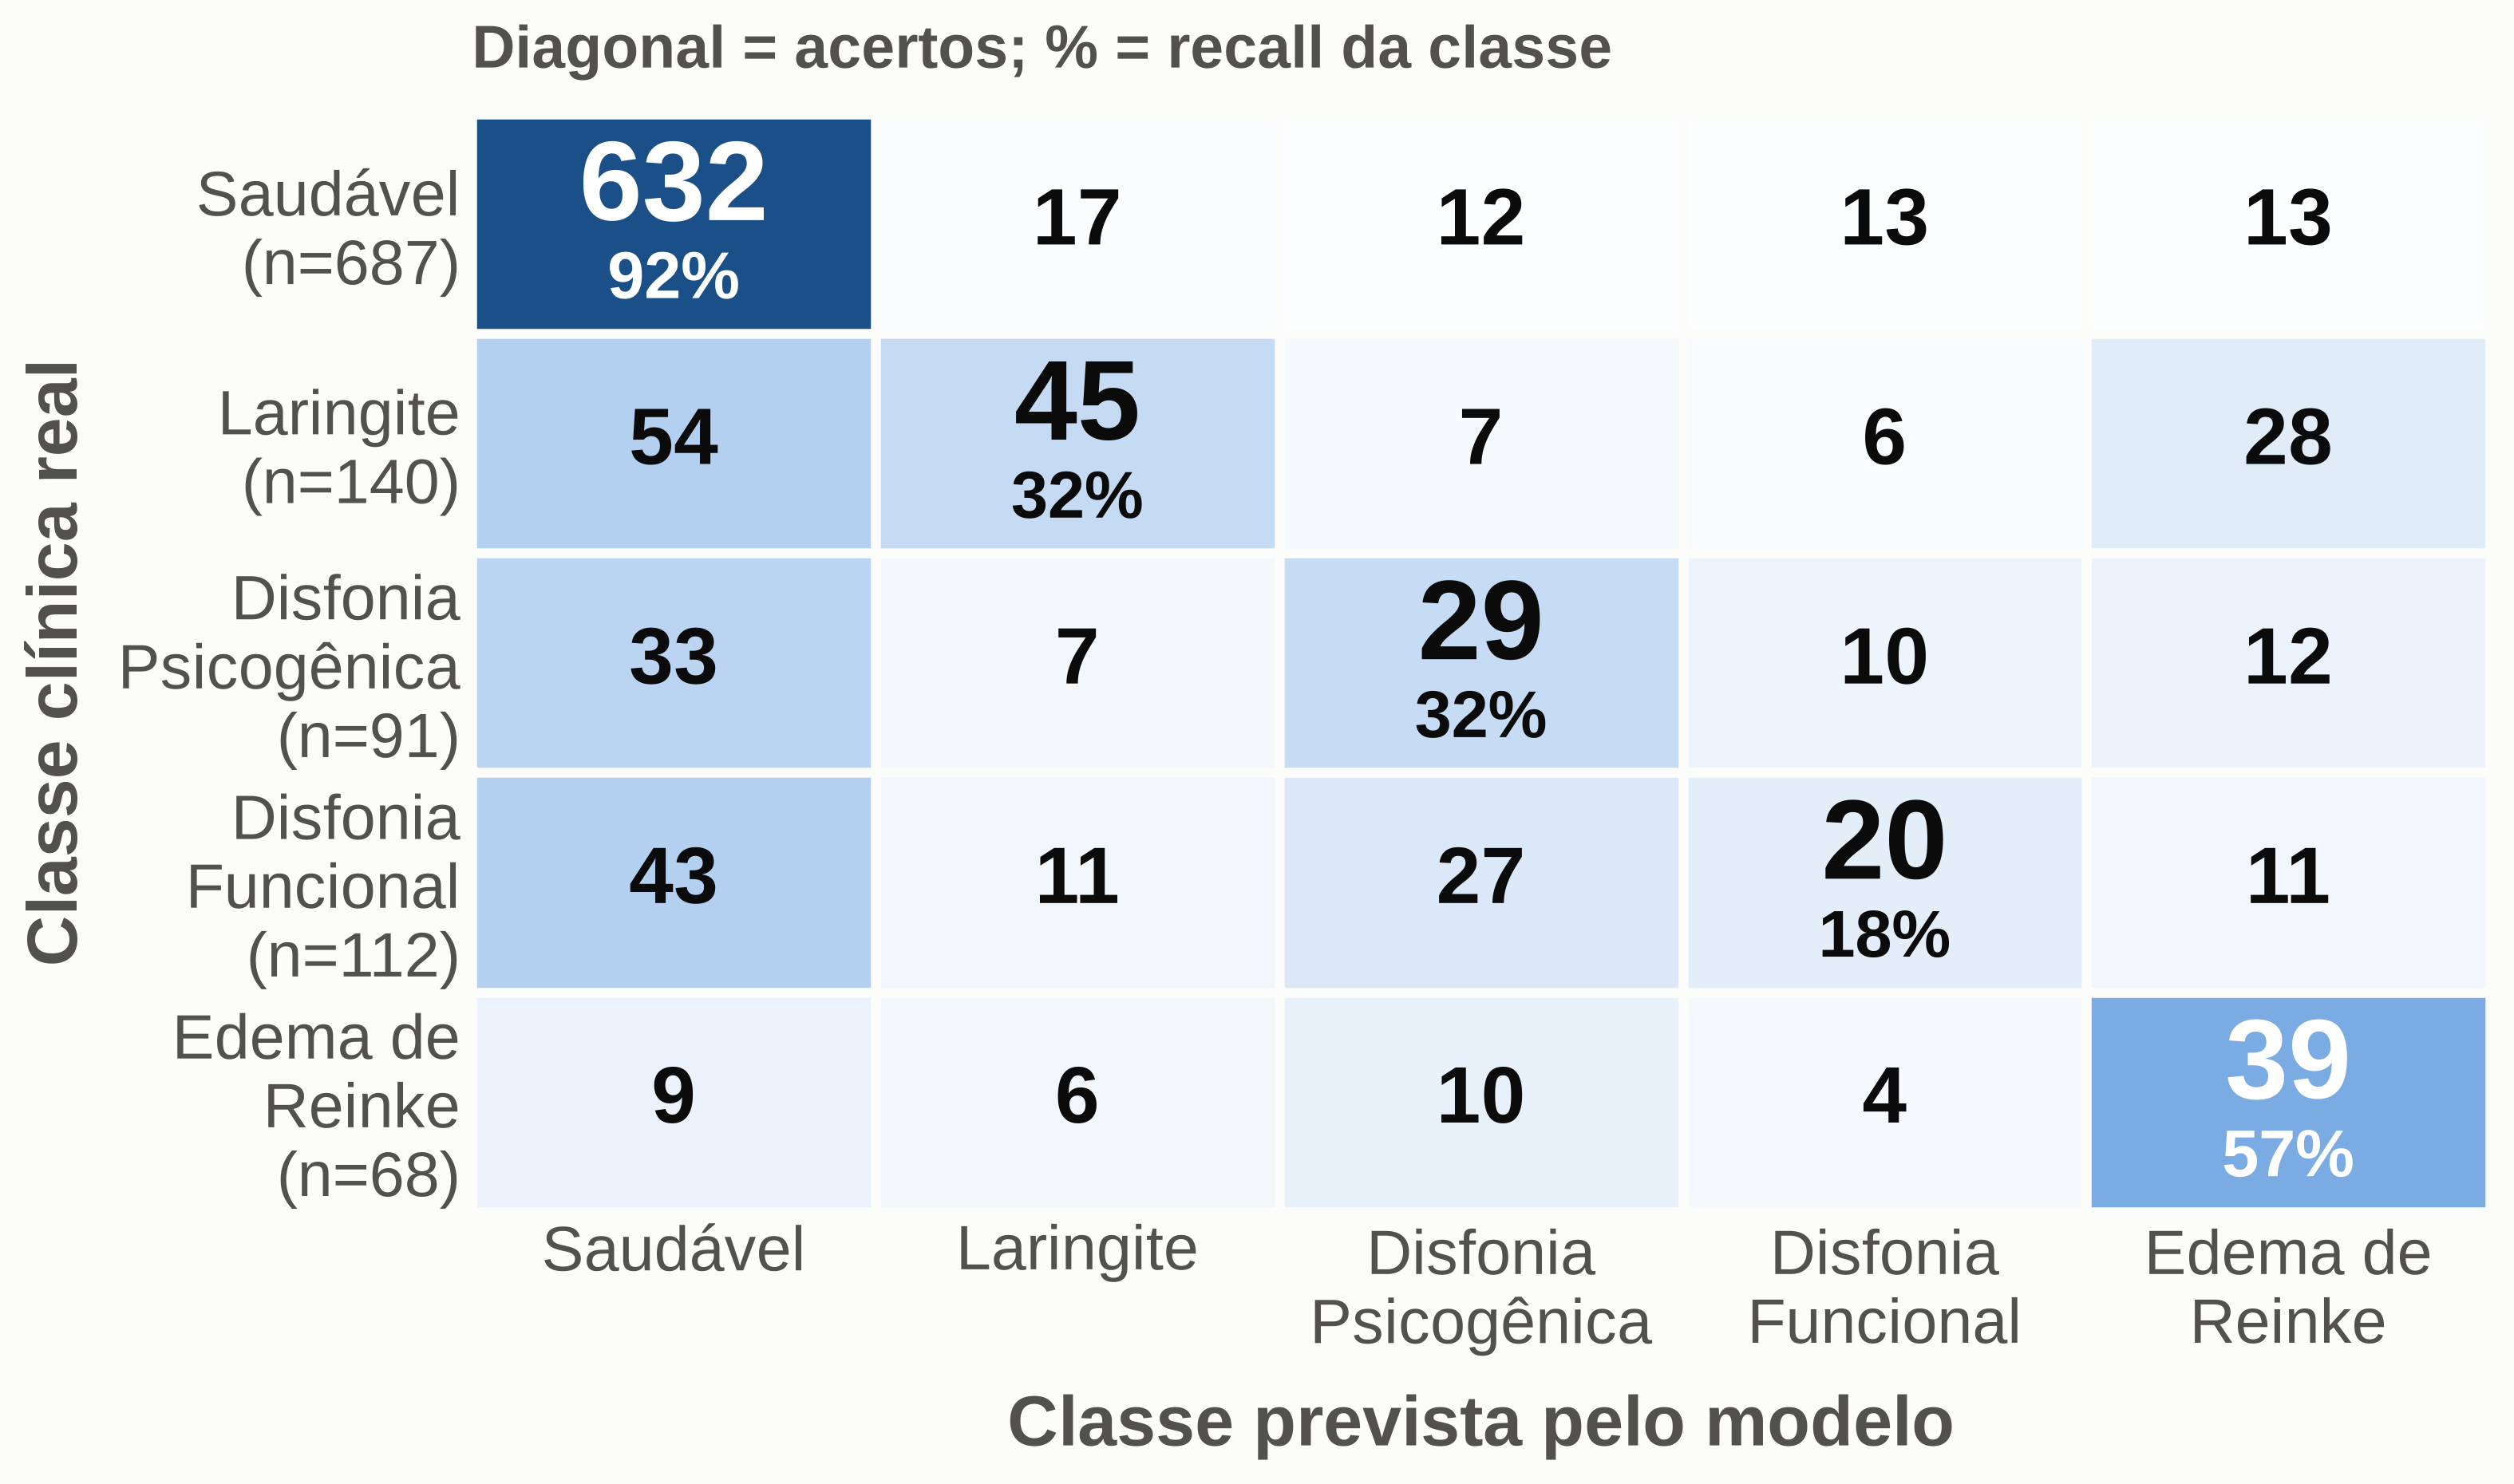 Diagonal = acertos; % = recall da classe
Classe clínica real
Saudável
(n=687)
632
92%
17
12
13
13
Laringite
(n=140)
54
45
32%
7
6
28
Disfonia
Psicogênica
(n=91)
33
7
29
32%
10
12
Disfonia
Funcional
(n=112)
43
11
27
20
18%
11
Edema de
Reinke
(n=68)
9
6
10
4
39
57%
Saudável
Laringite
Disfonia
Psicogênica
Disfonia
Funcional
Edema de
Reinke
Classe prevista pelo modelo